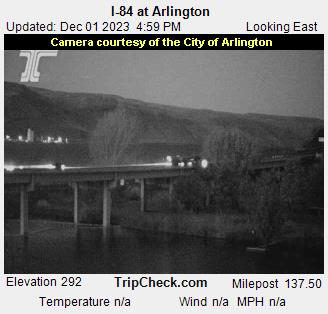 I-84 at Arlington
Updated: Dec 01 2023 4:59 PM Looking East
Camera courtesy of the City of Arlington
Elevation 292 TripCheck.com Milepost 137.50
Temperature n/a Wind n/a MPH n/a